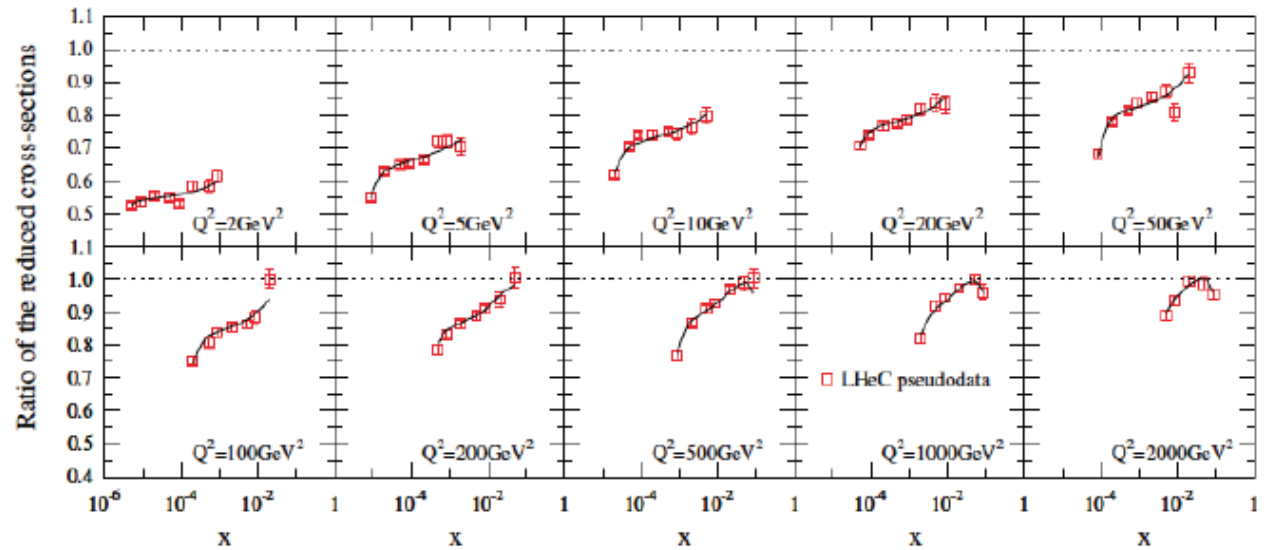 Ratio of the reduced cross-sections
1.1
1.0
0.9
0.8
0.7
0.6
0.5
Q²=2GeV² Q²=5GeV² Q²=10GeV² Q²=20GeV² Q²=50GeV²
1.1
1.0
0.9
0.8
0.7
0.6
0.5
0.4
□ LHeC pseudodata
Q²=100GeV² Q²=200GeV² Q²=500GeV² Q²=1000GeV² Q²=2000GeV²
10⁻⁶ 10⁻⁴ 10⁻² 1 10⁻⁴ 10⁻² 1 10⁻⁴ 10⁻² 1 10⁻⁴ 10⁻² 1 10⁻⁴ 10⁻² 1
x x x x x